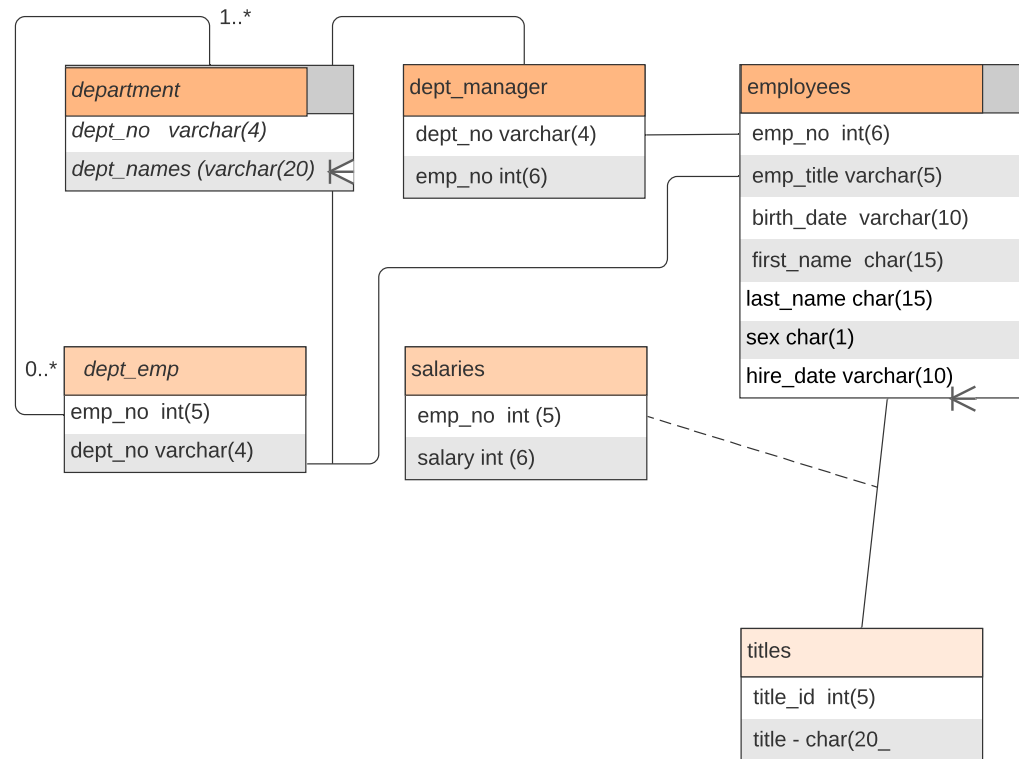 1..*
department
dept_no varchar(4)
dept_names (varchar(20)
dept_manager
dept_no varchar(4)
emp_no int(6)
employees
emp_no int(6)
emp_title varchar(5)
birth_date varchar(10)
first_name char(15)
last_name char(15)
sex char(1)
hire_date varchar(10)
0..*
dept_emp
emp_no int(5)
dept_no varchar(4)
salaries
emp_no int (5)
salary int (6)
titles
title_id int(5)
title - char(20_